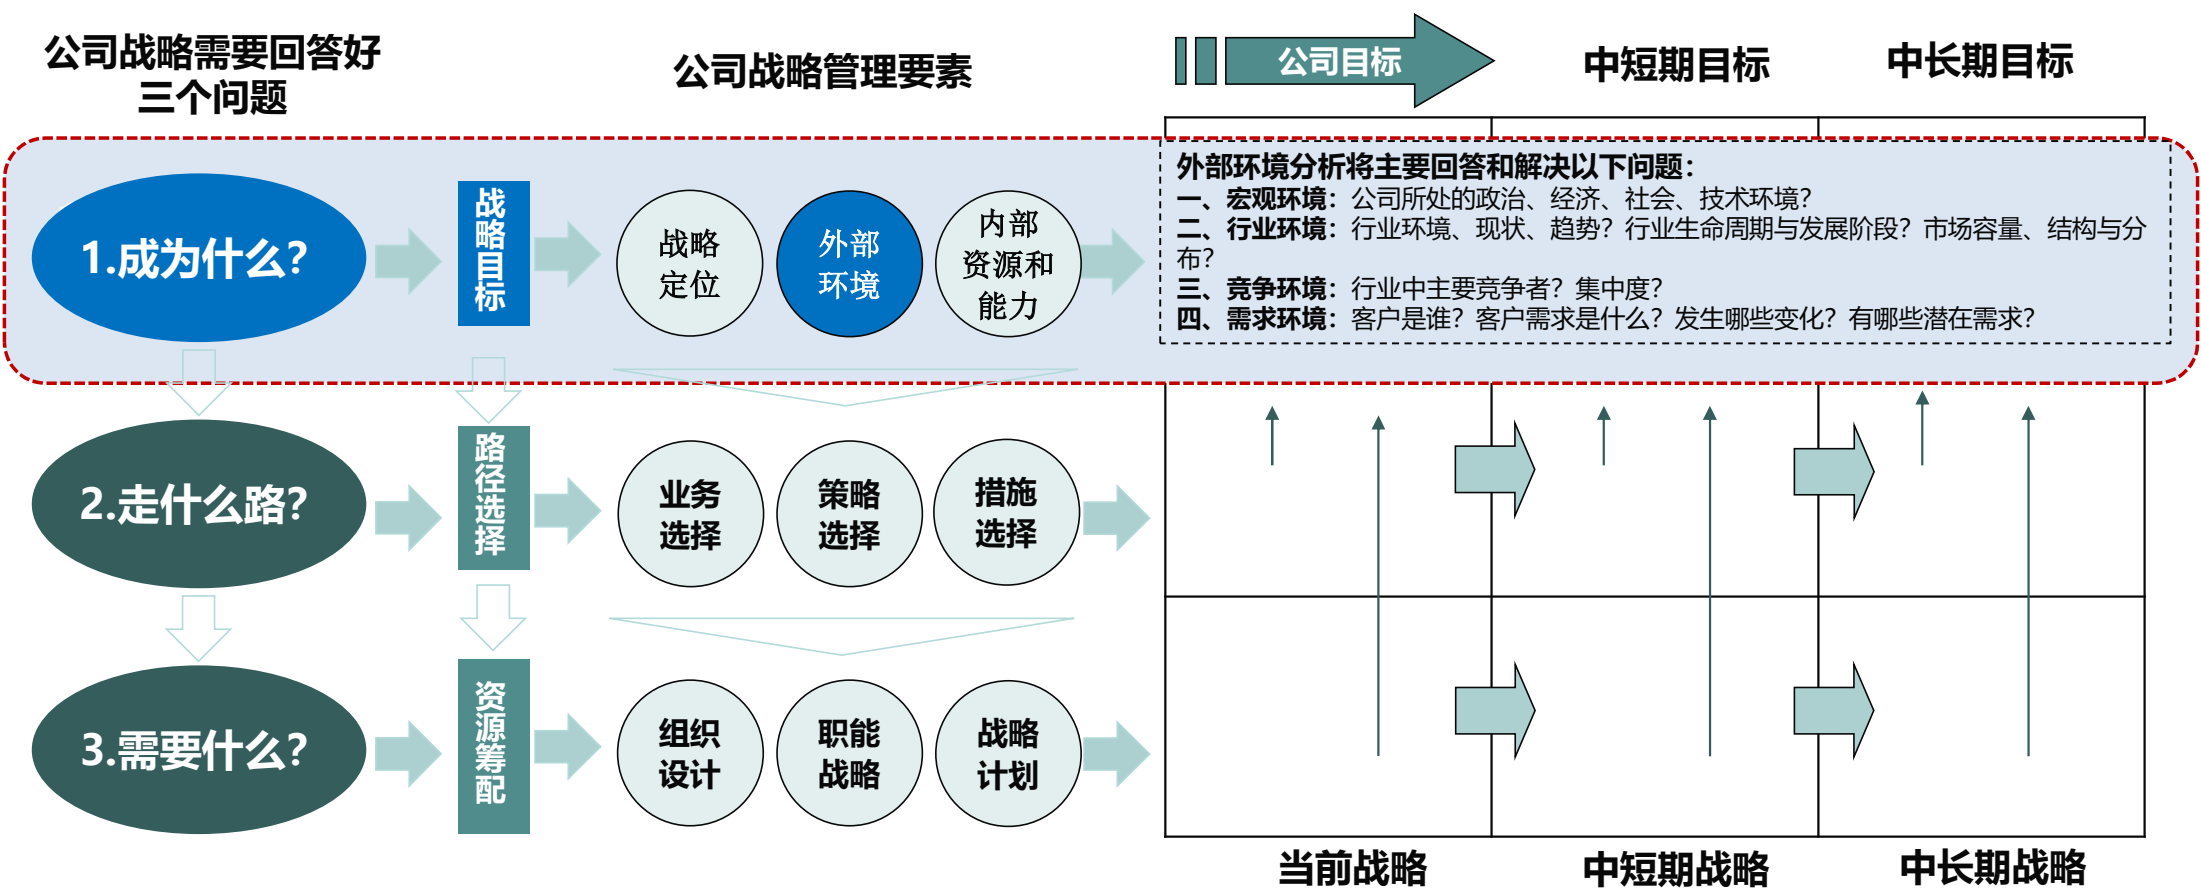 公司战略需要回答好
三个问题
公司战略管理要素
公司目标
中短期目标
中长期目标
1.成为什么？
战略目标
战略
定位
外部
环境
内部
资源和
能力
外部环境分析将主要回答和解决以下问题：
一、宏观环境：公司所处的政治、经济、社会、技术环境？
二、行业环境：行业环境、现状、趋势？行业生命周期与发展阶段？市场容量、结构与分
布？
三、竞争环境：行业中主要竞争者？集中度？
四、需求环境：客户是谁？客户需求是什么？发生哪些变化？有哪些潜在需求？
2.走什么路？
路径选择
业务
选择
策略
选择
措施
选择
3.需要什么？
资源筹配
组织
设计
职能
战略
战略
计划
当前战略
中短期战略
中长期战略